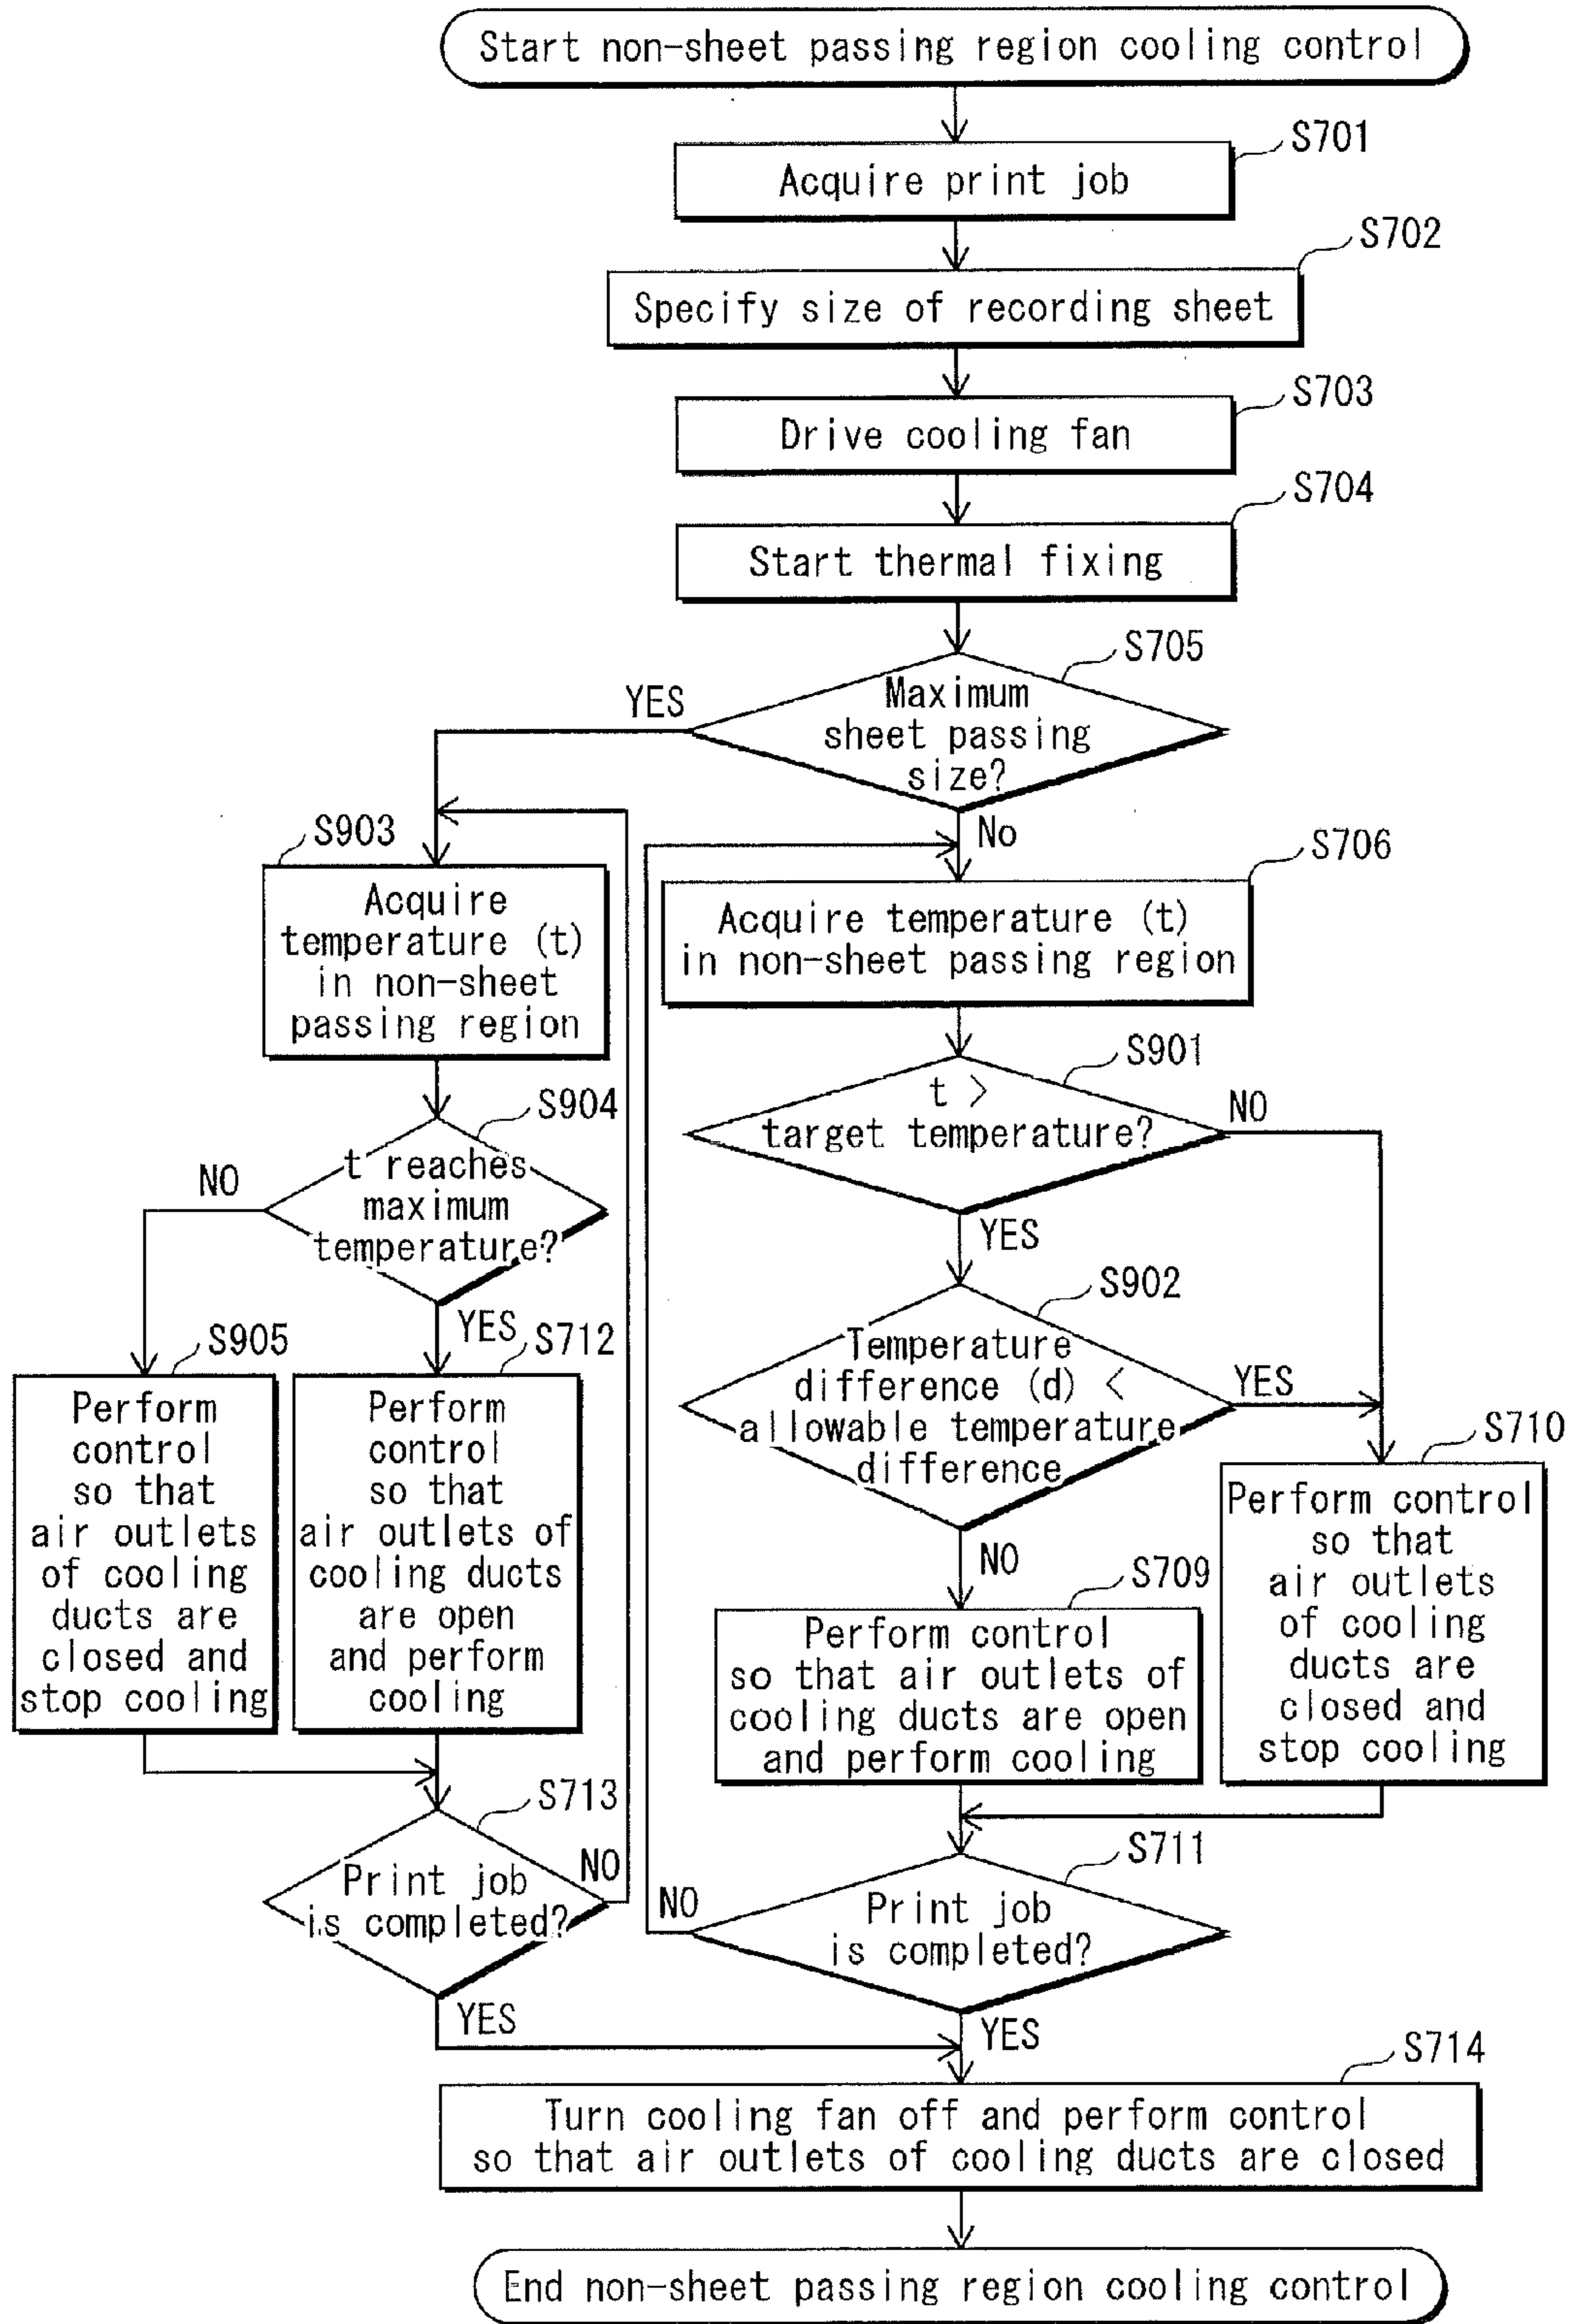 Start non-sheet passing region cooling control
S701
Acquire print job
S702
Specify size of recording sheet
S703
Drive cooling fan
S704
Start thermal fixing
S705
Maximum
sheet passing
size?
YES
No
S903
Acquire
temperature (t)
in non-sheet
passing region
S706
Acquire temperature (t)
in non-sheet passing region
S901
t >
target temperature?
NO
YES
S904
t reaches
maximum
temperature?
NO
YES
S902
Temperature
difference (d) <
allowable temperature
difference
YES
NO
S905
Perform
control
so that
air outlets
of cooling
ducts are
closed and
stop cooling
S712
Perform
control
so that
air outlets of
cooling ducts
are open
and perform
cooling
S709
Perform control
so that air outlets of
cooling ducts are open
and perform cooling
S710
Perform control
so that
air outlets
of cooling
ducts are
closed and
stop cooling
S713
Print job
is completed?
NO
YES
S711
Print job
is completed?
NO
YES
S714
Turn cooling fan off and perform control
so that air outlets of cooling ducts are closed
End non-sheet passing region cooling control